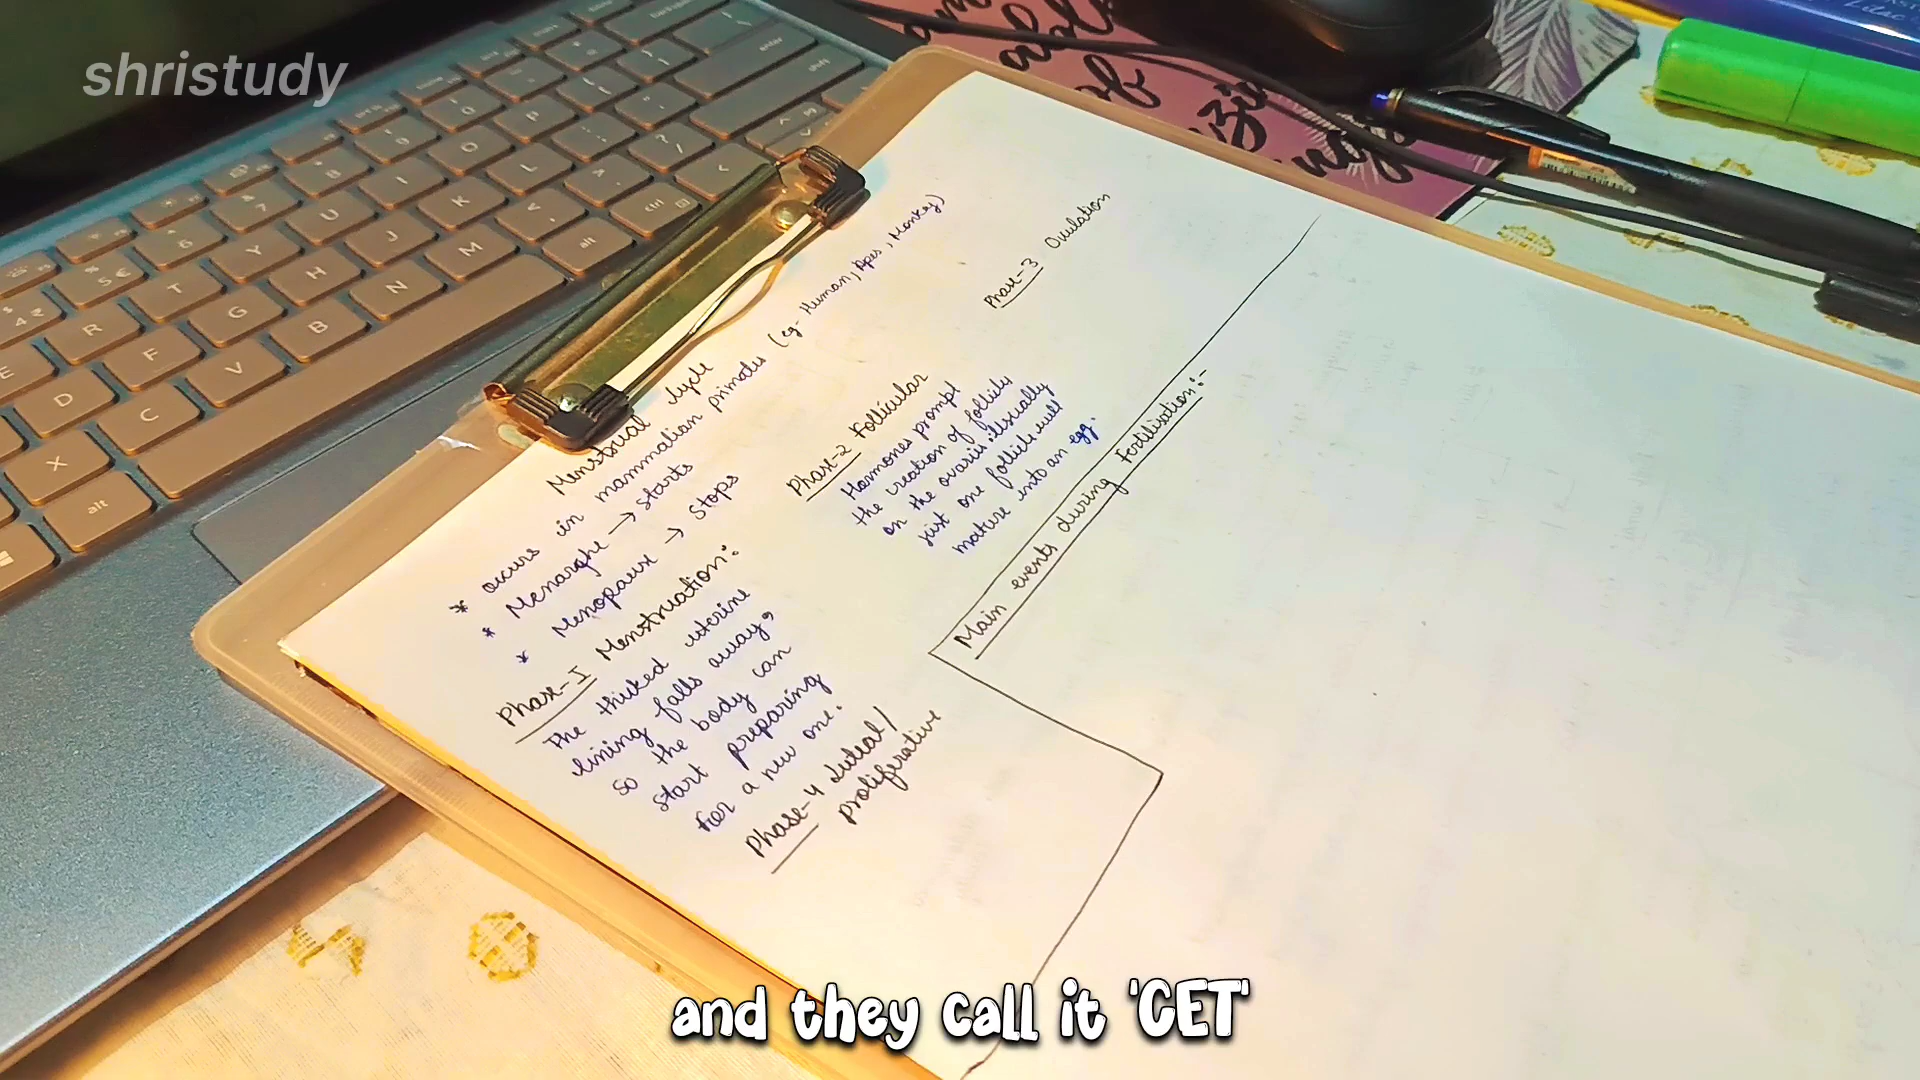 shristudy
Menstrual Cycle
* occurs in mammalian primates (eg- Human, Apes, Monkey)
* Menarghe → starts
* Menopause → stops
Phase-I Menstruation:
The thicked uterine
lining falls away,
so the body can
start preparing
for a new one.
Phase-2 Follicular
Hormones prompt
the creation of follicles
on the ovaries. Usually
just one follicle will
mature into an egg.
Phase-3 Ovulation
Phase-4 Luteal/
proliferative
Main events during Fertilisation:-
and they call it 'CET'